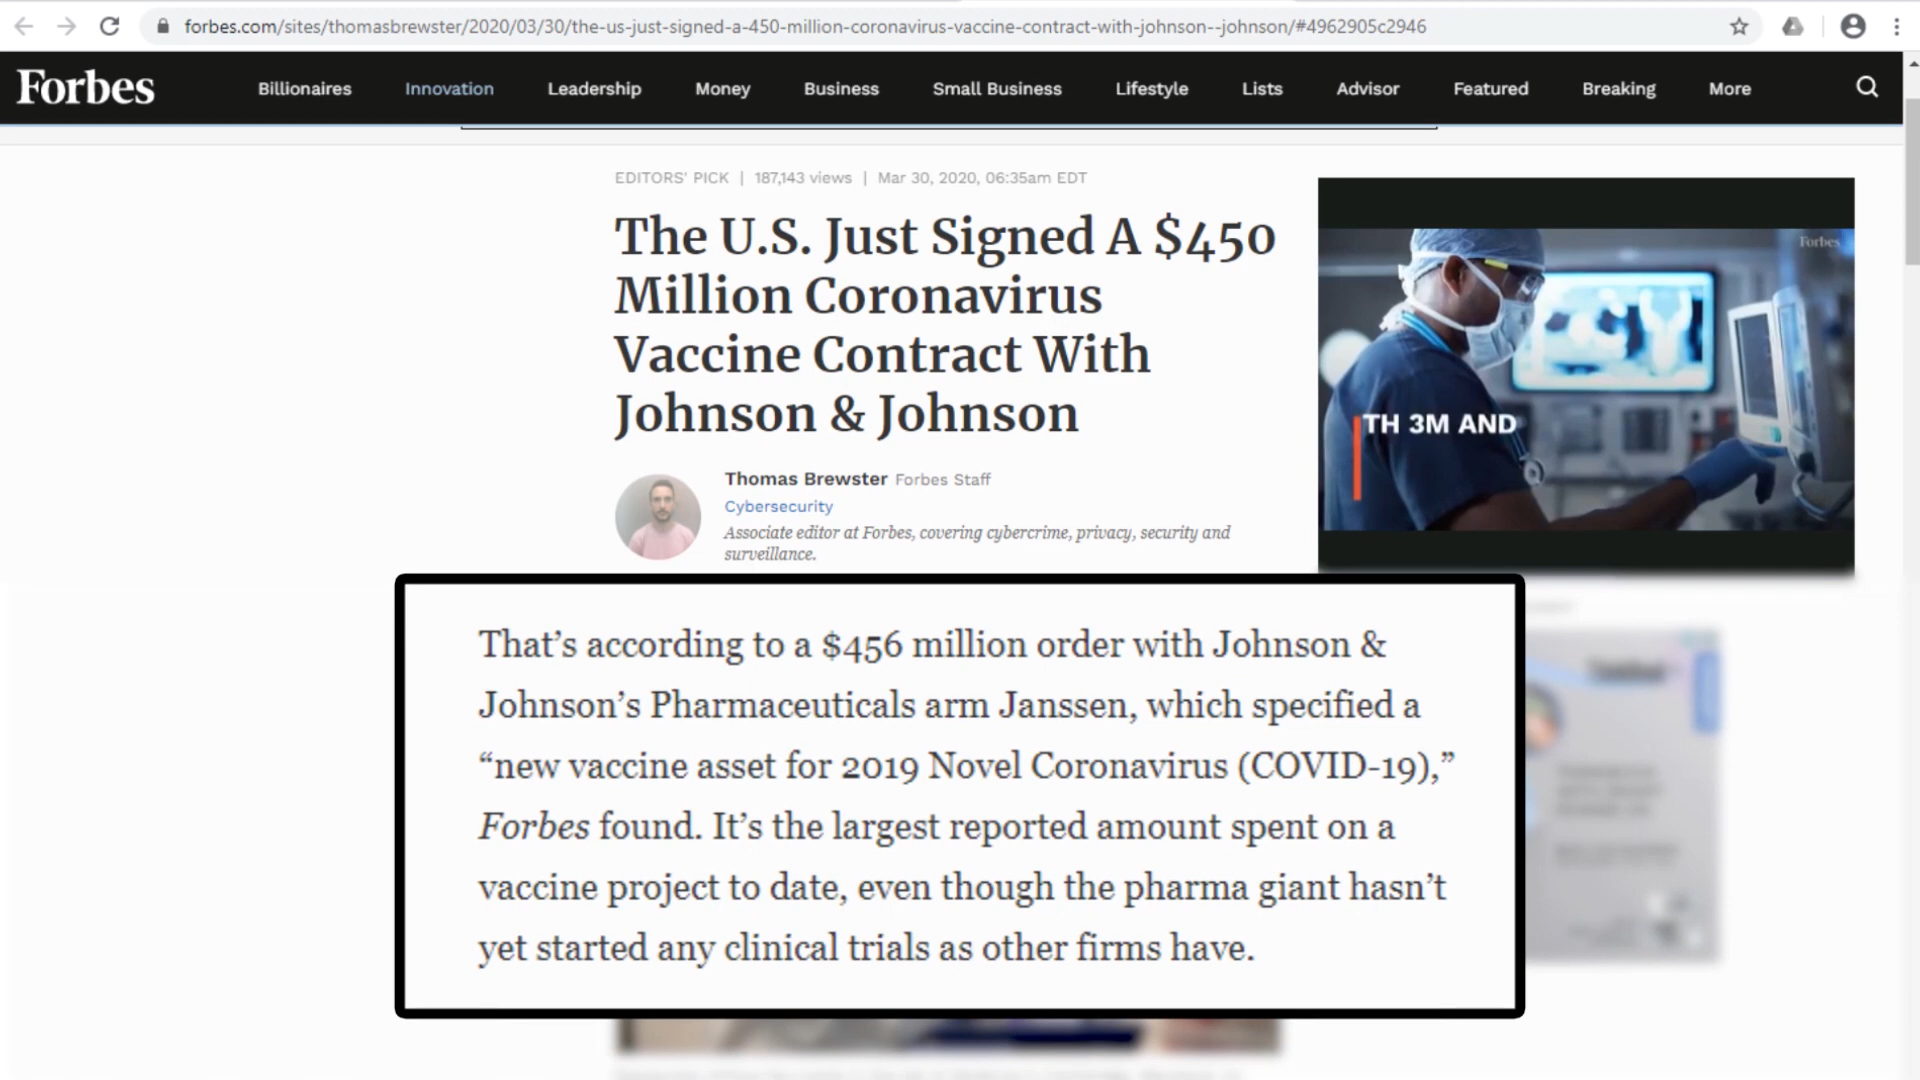 forbes.com/sites/thomasbrewster/2020/03/30/the-us-just-signed-a-450-million-coronavirus-vaccine-contract-with-johnson--johnson/#4962905c2946
Forbes
Billionaires
Innovation
Leadership
Money
Business
Small Business
Lifestyle
Lists
Advisor
Featured
Breaking
More
EDITORS' PICK | 187,143 views | Mar 30, 2020, 06:35am EDT
The U.S. Just Signed A $450
Million Coronavirus
Vaccine Contract With
Johnson & Johnson
Forbes
TH 3M AND
Thomas Brewster Forbes Staff
Cybersecurity
Associate editor at Forbes, covering cybercrime, privacy, security and
surveillance.
That’s according to a $456 million order with Johnson &
Johnson’s Pharmaceuticals arm Janssen, which specified a
“new vaccine asset for 2019 Novel Coronavirus (COVID-19),”
Forbes found. It’s the largest reported amount spent on a
vaccine project to date, even though the pharma giant hasn’t
yet started any clinical trials as other firms have.